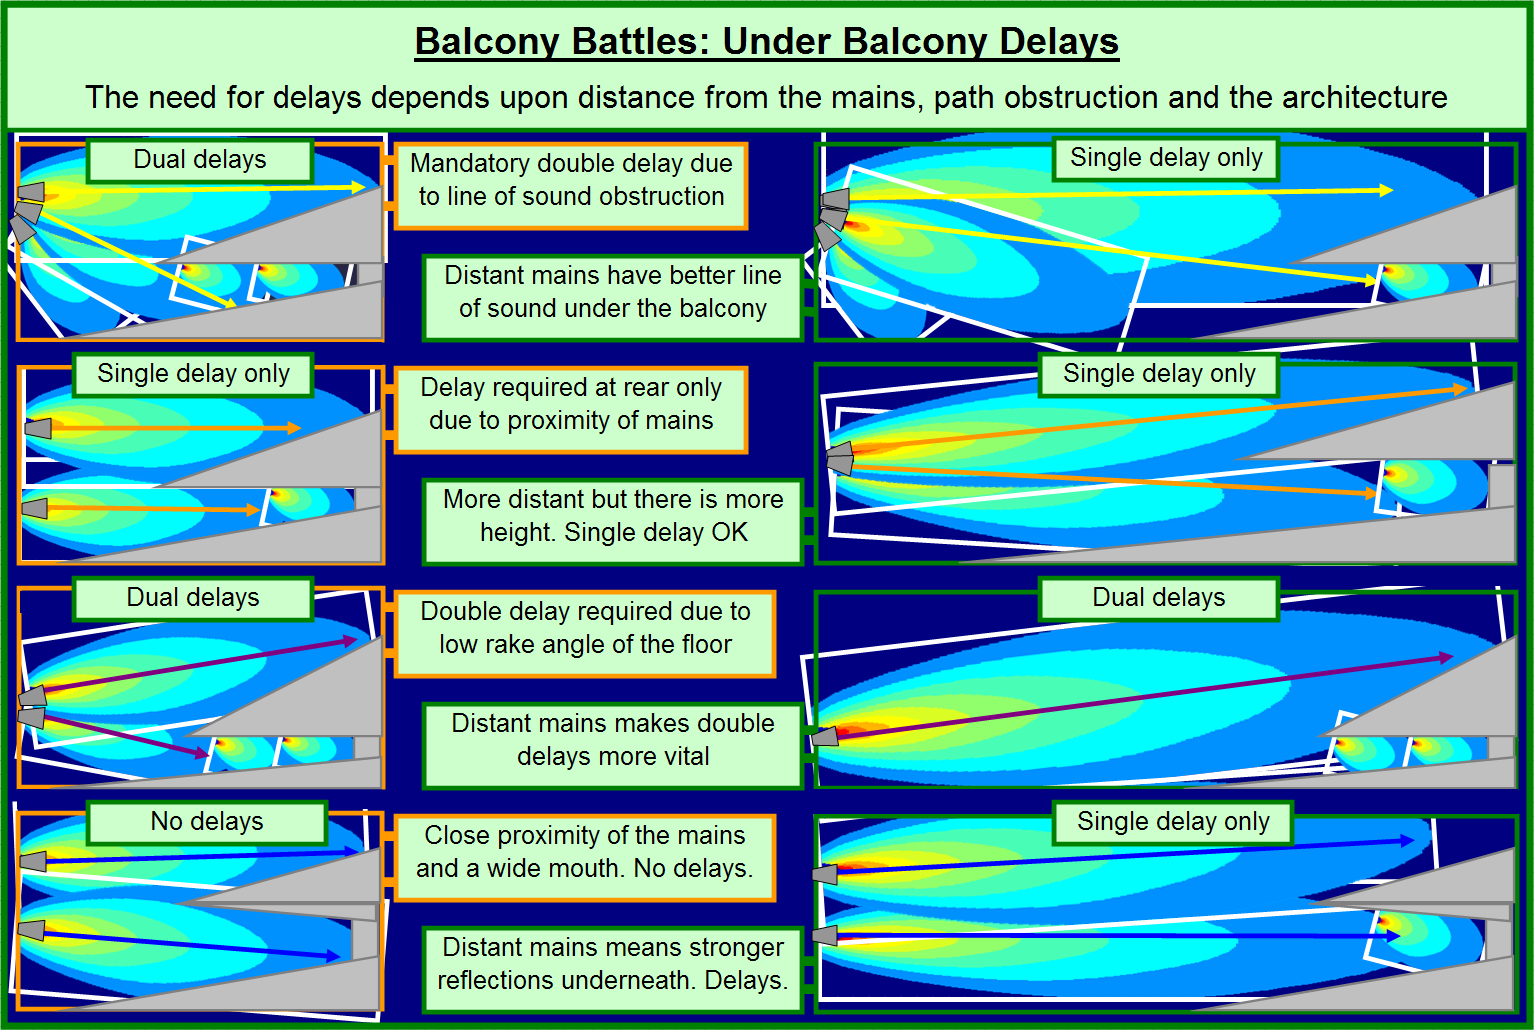 Balcony Battles: Under Balcony Delays
The need for delays depends upon distance from the mains, path obstruction and the architecture
Dual delays
Mandatory double delay due
to line of sound obstruction
Single delay only
Distant mains have better line
of sound under the balcony
Single delay only
Delay required at rear only
due to proximity of mains
Single delay only
More distant but there is more
height. Single delay OK
Dual delays
Double delay required due to
low rake angle of the floor
Dual delays
Distant mains makes double
delays more vital
No delays
Close proximity of the mains
and a wide mouth. No delays.
Single delay only
Distant mains means stronger
reflections underneath. Delays.